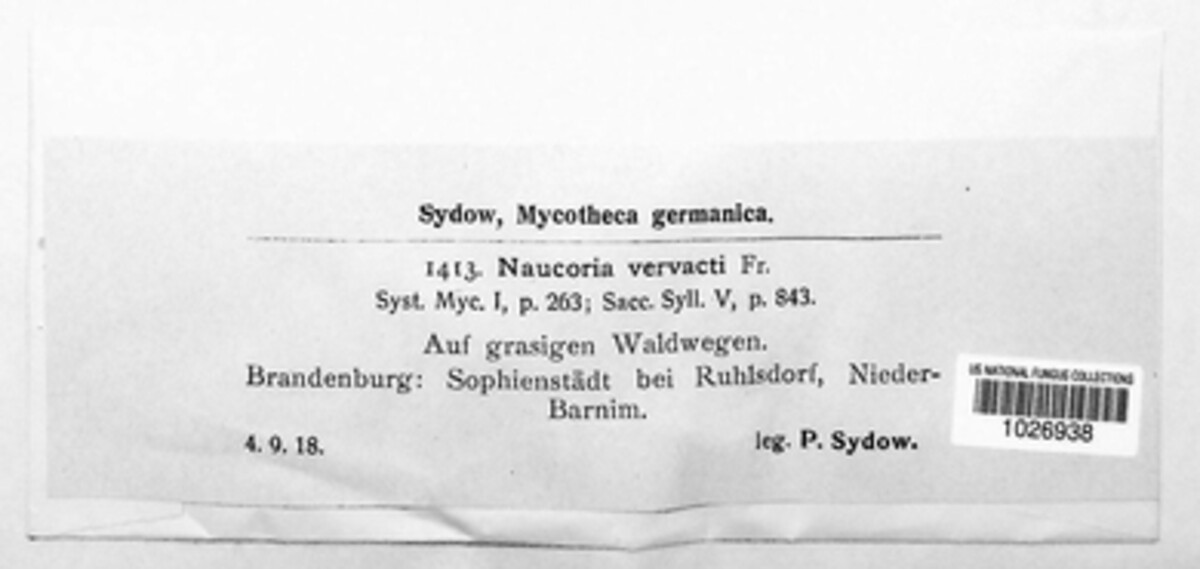 Sydow, Mycotheca germanica.
1413. Naucoria vervacti Fr.
Syst. Myc. I, p. 263; Sacc. Syll. V, p. 843.
Auf grasigen Waldwegen.
Brandenburg: Sophienstädt bei Ruhlsdorf, Nieder-
Barnim.
4. 9. 18.
leg. P. Sydow.
US NATIONAL FUNGUS COLLECTIONS
1026938